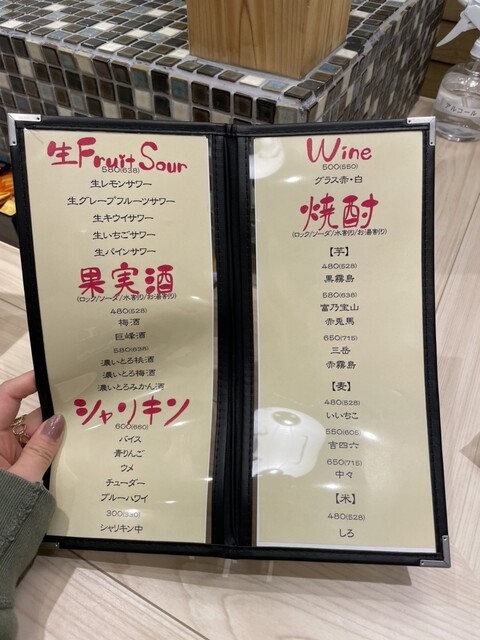 生Fruit Sour
580(638)
生レモンサワー
生グレープフルーツサワー
生キウイサワー
生いちごサワー
生パインサワー
果実酒
(ロック/ソーダ/水割り/お湯割り)
480(528)
梅酒
巨峰酒
580(638)
濃いとろ桃酒
濃いとろ梅酒
濃いとろみかん酒
シャリキン
600(660)
バイス
青りんご
ウメ
チューダー
ブルーハワイ
300(330)
シャリキン中
Wine
500(550)
グラス赤・白
焼酎
(ロック/ソーダ/水割り/お湯割り)
【芋】
480(528)
黒霧島
580(638)
富乃宝山
赤兎馬
650(715)
三岳
赤霧島
【麦】
480(528)
いいちこ
550(605)
吉四六
650(715)
中々
【米】
480(528)
しろ
アルコール